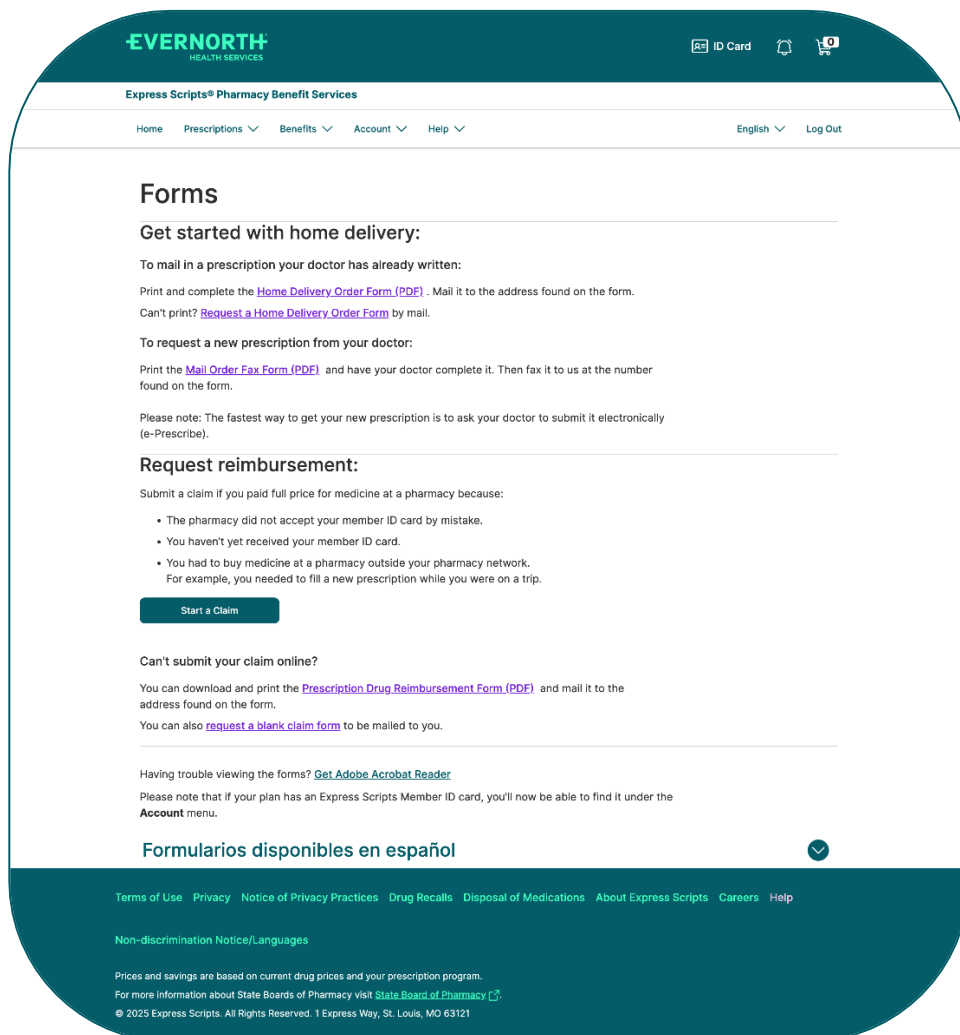 EVERNORTH
HEALTH SERVICES
ID Card
0
Express Scripts® Pharmacy Benefit Services
Home Prescriptions Benefits Account Help English Log Out
Forms
Get started with home delivery:
To mail in a prescription your doctor has already written:
Print and complete the Home Delivery Order Form (PDF) . Mail it to the address found on the form.
Can't print? Request a Home Delivery Order Form by mail.
To request a new prescription from your doctor:
Print the Mail Order Fax Form (PDF) and have your doctor complete it. Then fax it to us at the number
found on the form.
Please note: The fastest way to get your new prescription is to ask your doctor to submit it electronically
(e-Prescribe).
Request reimbursement:
Submit a claim if you paid full price for medicine at a pharmacy because:
• The pharmacy did not accept your member ID card by mistake.
• You haven't yet received your member ID card.
• You had to buy medicine at a pharmacy outside your pharmacy network.
For example, you needed to fill a new prescription while you were on a trip.
Start a Claim
Can't submit your claim online?
You can download and print the Prescription Drug Reimbursement Form (PDF) and mail it to the
address found on the form.
You can also request a blank claim form to be mailed to you.
Having trouble viewing the forms? Get Adobe Acrobat Reader
Please note that if your plan has an Express Scripts Member ID card, you'll now be able to find it under the
Account menu.
Formularios disponibles en español
Terms of Use Privacy Notice of Privacy Practices Drug Recalls Disposal of Medications About Express Scripts Careers Help
Non-discrimination Notice/Languages
Prices and savings are based on current drug prices and your prescription program.
For more information about State Boards of Pharmacy visit State Board of Pharmacy.
© 2025 Express Scripts. All Rights Reserved. 1 Express Way, St. Louis, MO 63121